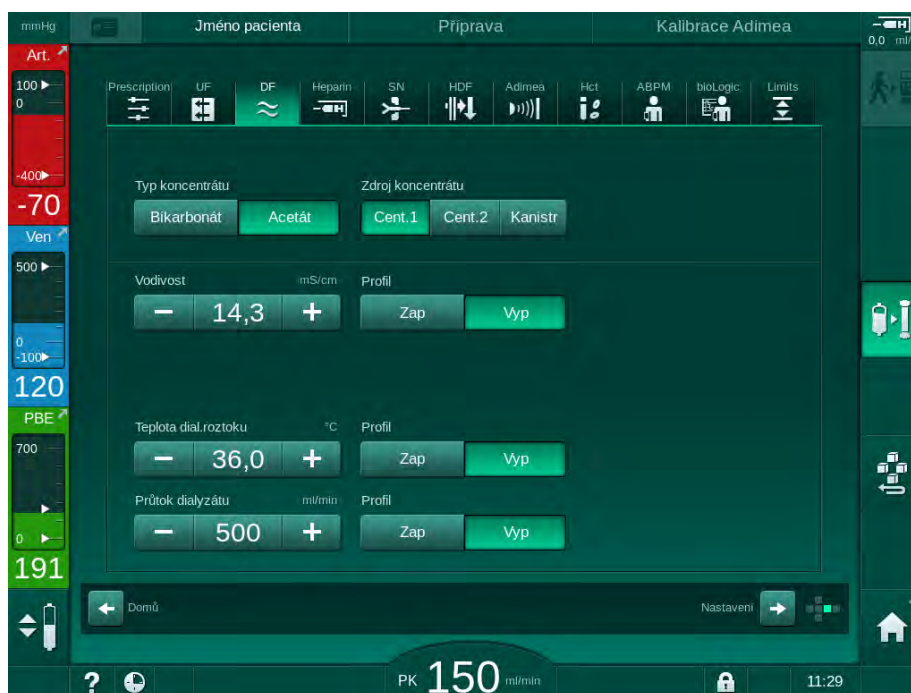 mmHg Jméno pacienta Příprava Kalibrace Adimea
0,0 ml/
Art.
Prescription UF DF Heparin SN HDF Adimea Hct ABPM bioLogic Limits
100
0
-400
-70
Typ koncentrátu Zdroj koncentrátu
Bikarbonát Acetát Cent.1 Cent.2 Kanistr
Ven
500
0
-100
120
Vodivost mS/cm Profil
− 14,3 + Zap Vyp
PBE
700
0
191
Teplota dial.roztoku °C Profil
− 36,0 + Zap Vyp
Průtok dialyzátu ml/min Profil
− 500 + Zap Vyp
Domů Nastavení
? PK 150 ml/min 11:29